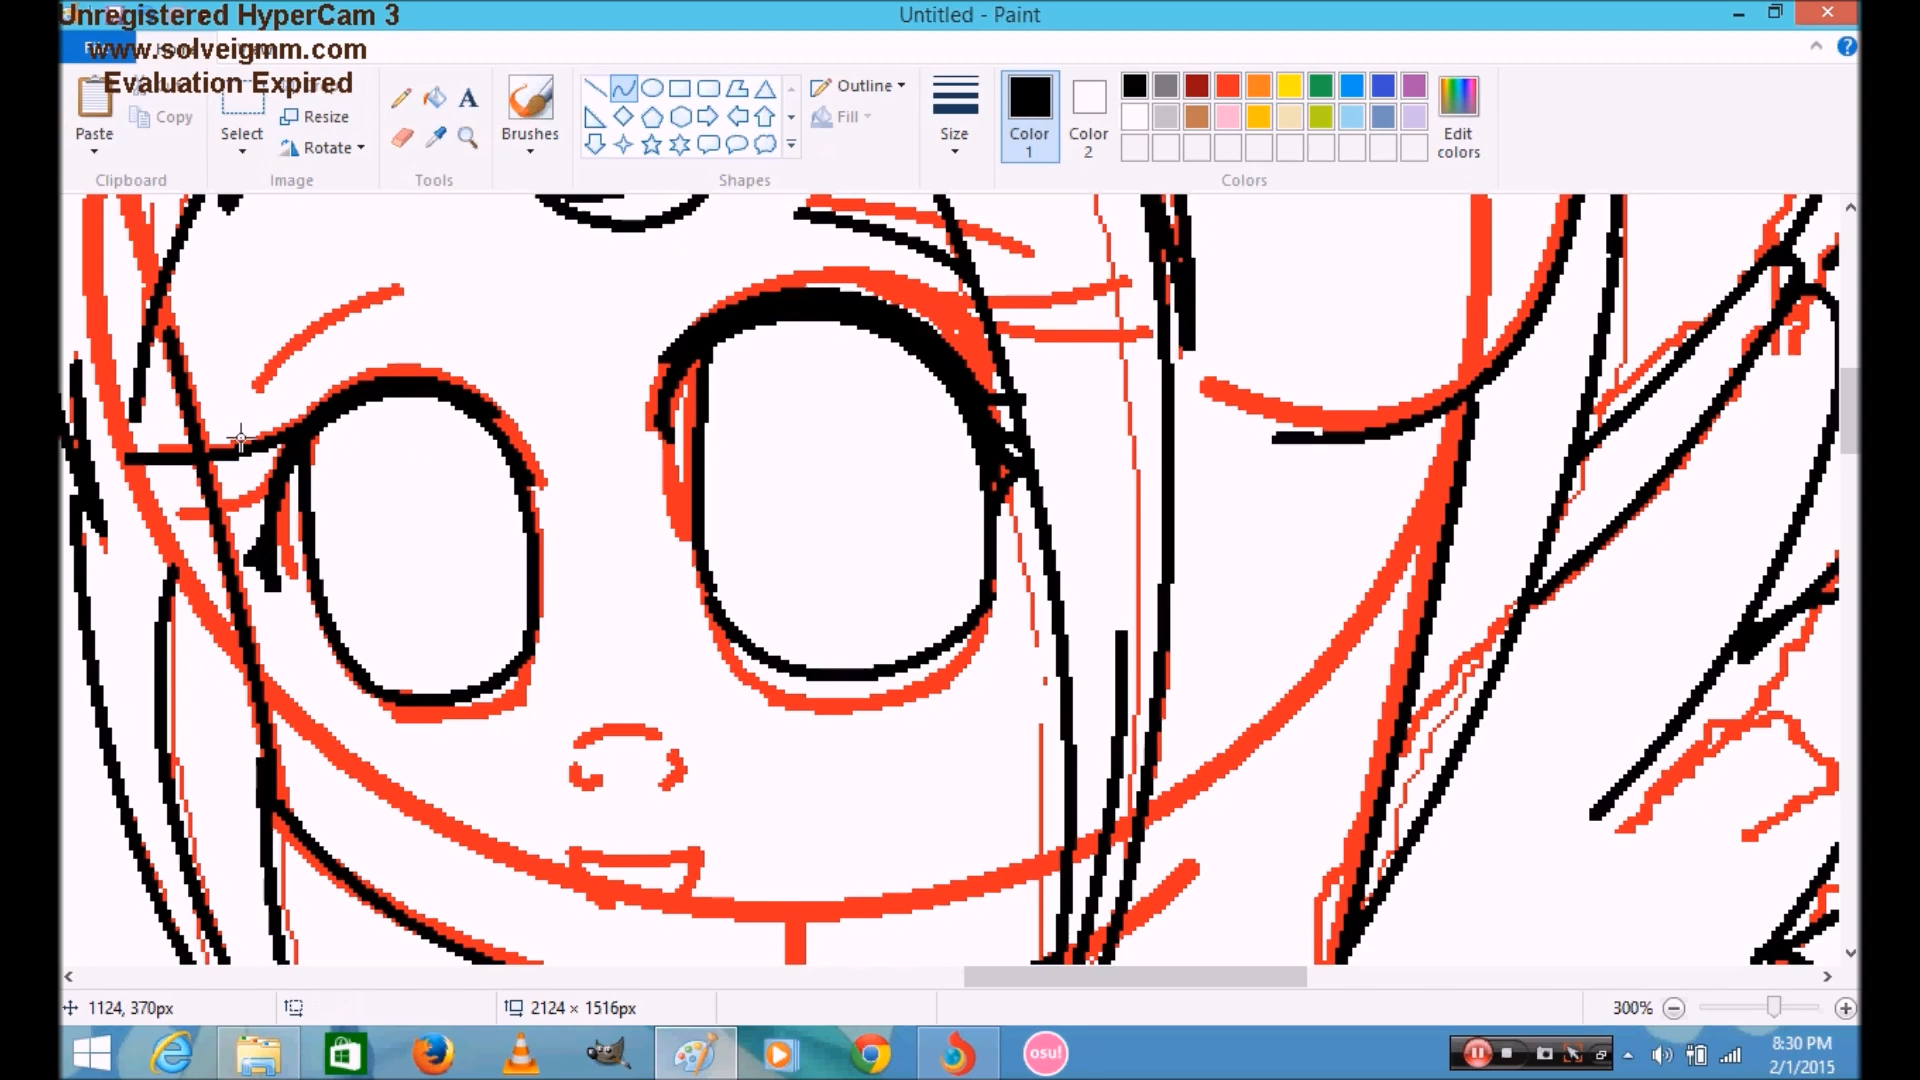 Unregistered HyperCam 3
Untitled - Paint
www.solveigmm.com
Evaluation Expired
Paste
Copy
Clipboard
Select
Resize
Rotate
Image
Tools
Brushes
Outline
Fill
Shapes
Size
Color 1
Color 2
Edit colors
Colors
1124, 370px
2124 × 1516px
300%
osu!
8:30 PM
2/1/2015